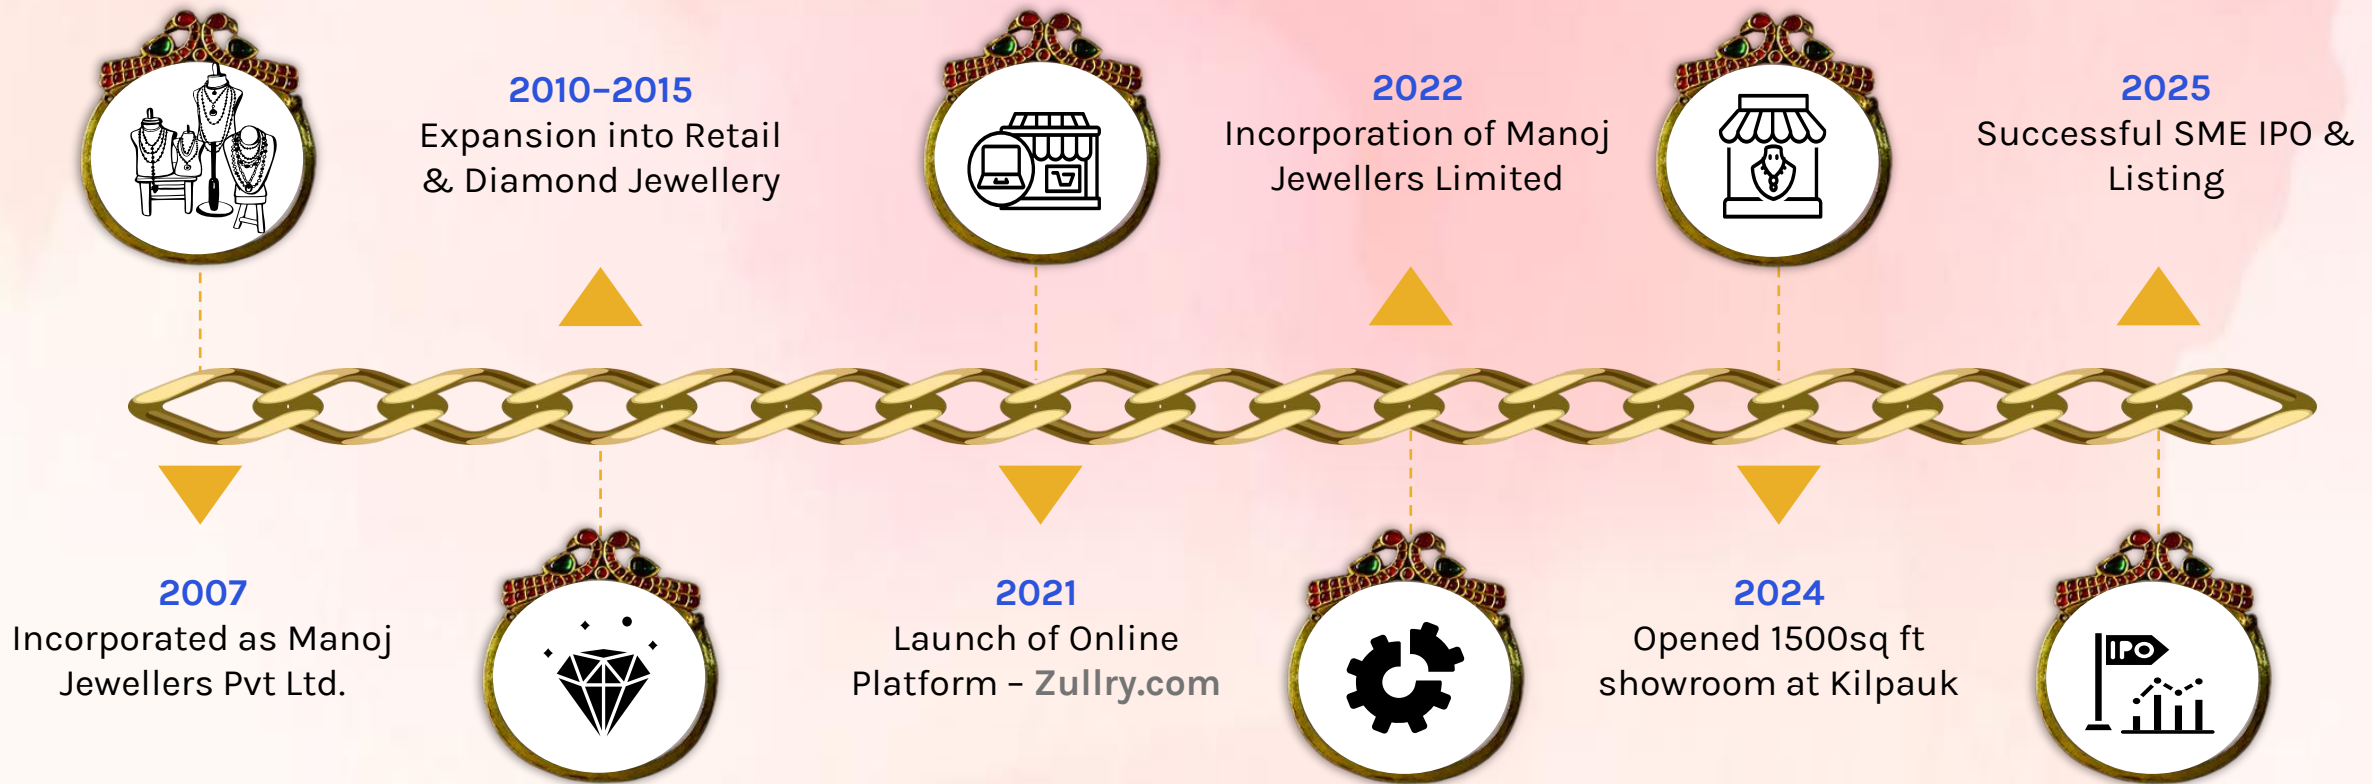 2007
Incorporated as Manoj
Jewellers Pvt Ltd.
2010–2015
Expansion into Retail
& Diamond Jewellery
2021
Launch of Online
Platform – Zullry.com
2022
Incorporation of Manoj
Jewellers Limited
2024
Opened 1500sq ft
showroom at Kilpauk
2025
Successful SME IPO &
Listing
IPO